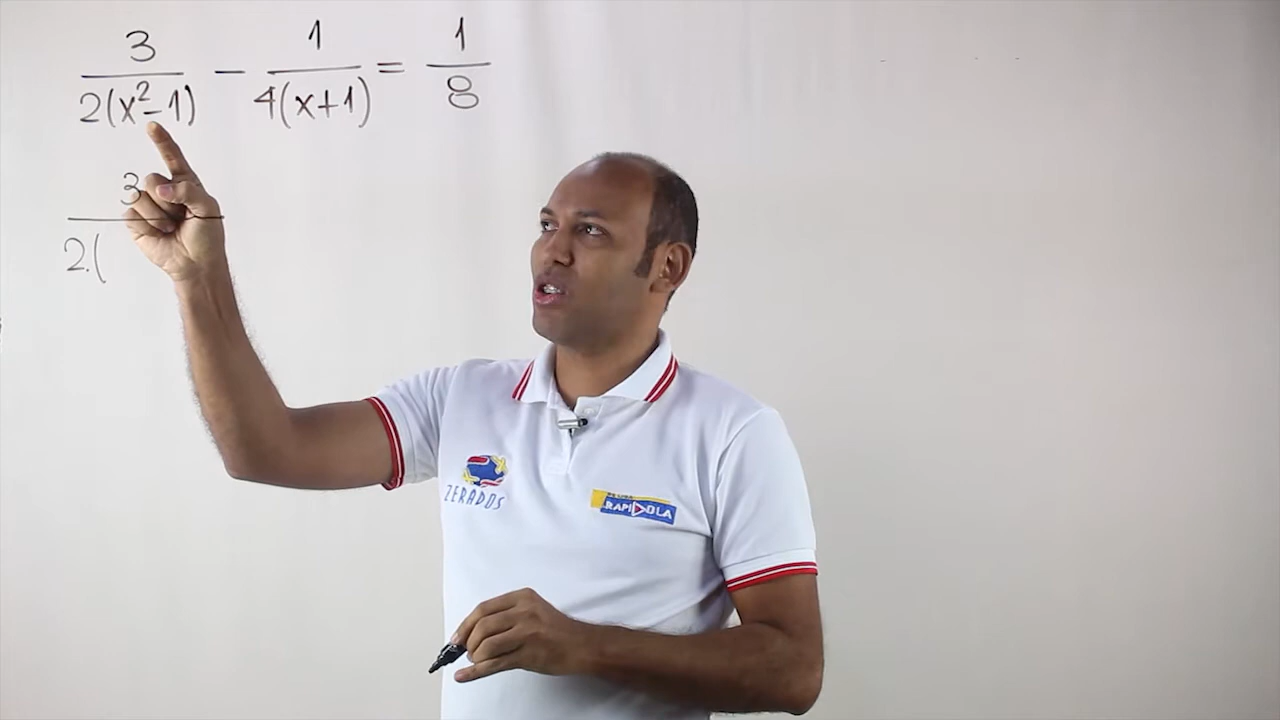 3/(2(x²-1)) - 1/(4(x+1)) = 1/8
3
2.(
ZERADOS
RAPIDOLA